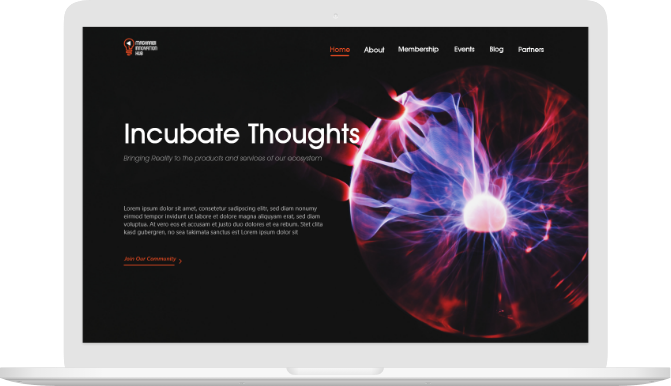 INNOVATION
HUB
Home About Membership Events Blog Partners
Incubate Thoughts
Bringing Reality to the products and services of our ecosystem
Lorem ipsum dolor sit amet, consetetur sadipscing elitr, sed diam nonumy
eirmod tempor invidunt ut labore et dolore magna aliquyam erat, sed diam
voluptua. At vero eos et accusam et justo duo dolores et ea rebum. Stet clita
kasd gubergren, no sea takimata sanctus est Lorem ipsum dolor sit
Join Our Community >